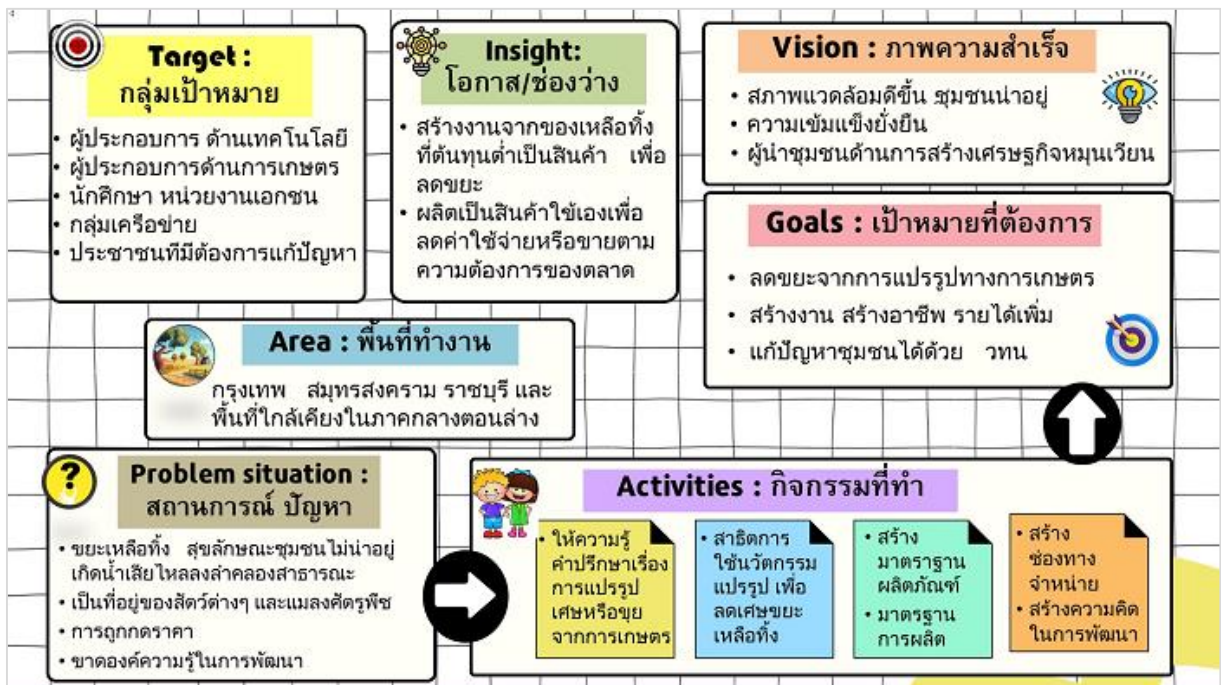 Target :
กลุ่มเป้าหมาย
• ผู้ประกอบการ ด้านเทคโนโลยี
• ผู้ประกอบการด้านการเกษตร
• นักศึกษา หน่วยงานเอกชน
• กลุ่มเครือข่าย
• ประชาชนทีมีต้องการแก้ปัญหา
Insight:
โอกาส/ช่องว่าง
• สร้างงานจากของเหลือทิ้ง
ที่ต้นทุนต่ำเป็นสินค้า เพื่อ
ลดขยะ
• ผลิตเป็นสินค้าใช้เองเพื่อ
ลดค่าใช้จ่ายหรือขายตาม
ความต้องการของตลาด
Vision : ภาพความสำเร็จ
• สภาพแวดล้อมดีขึ้น ชุมชนน่าอยู่
• ความเข้มแข็งยั่งยืน
• ผู้นำชุมชนด้านการสร้างเศรษฐกิจหมุนเวียน
Goals : เป้าหมายที่ต้องการ
• ลดขยะจากการแปรรูปทางการเกษตร
• สร้างงาน สร้างอาชีพ รายได้เพิ่ม
• แก้ปัญหาชุมชนได้ด้วย วทน
Area : พื้นที่ทำงาน
กรุงเทพ สมุทรสงคราม ราชบุรี และ
พื้นที่ใกล้เคียงในภาคกลางตอนล่าง
?
Problem situation :
สถานการณ์ ปัญหา
• ขยะเหลือทิ้ง สุขลักษณะชุมชนไม่น่าอยู่
เกิดน้ำเสียไหลลงลำคลองสาธารณะ
• เป็นที่อยู่ของสัตว์ต่างๆ และแมลงศัตรูพืช
• การถูกกดราคา
• ขาดองค์ความรู้ในการพัฒนา
Activities : กิจกรรมที่ทำ
• ให้ความรู้
คำปรึกษาเรื่อง
การแปรรูป
เศษหรือขุย
จากการเกษตร
• สาธิตการ
ใช้นวัตกรรม
แปรรูป เพื่อ
ลดเศษขยะ
เหลือทิ้ง
• สร้าง
มาตราฐาน
ผลิตภัณฑ์
• มาตรฐาน
การผลิต
• สร้าง
ช่องทาง
จำหน่าย
• สร้างความคิด
ในการพัฒนา